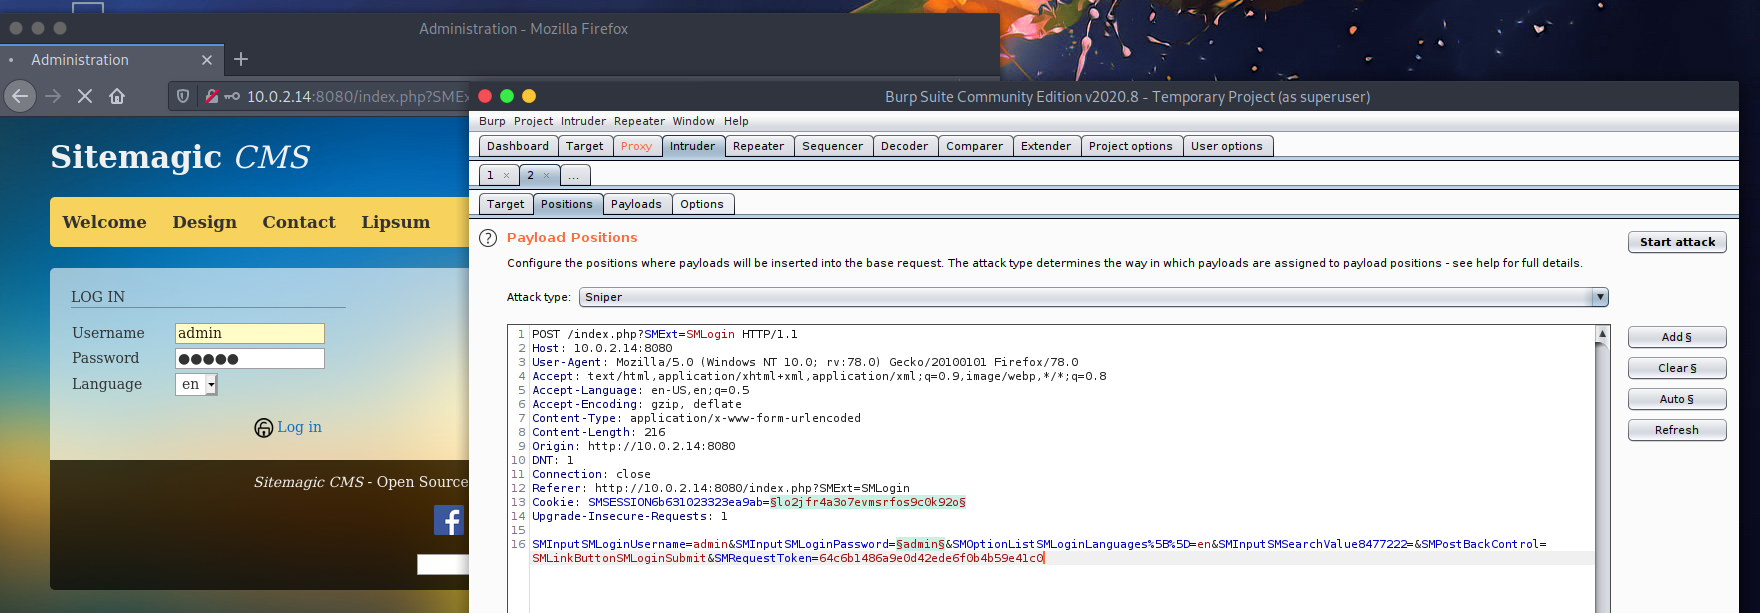 Administration - Mozilla Firefox
Administration
10.0.2.14:8080/index.php?SMEx
Sitemagic CMS
Welcome Design Contact Lipsum
LOG IN
Username admin
Password ●●●●●
Language en
Log in
Sitemagic CMS - Open Source
Burp Suite Community Edition v2020.8 - Temporary Project (as superuser)
Burp Project Intruder Repeater Window Help
Dashboard Target Proxy Intruder Repeater Sequencer Decoder Comparer Extender Project options User options
1 × 2 × ...
Target Positions Payloads Options
? Payload Positions
Start attack
Configure the positions where payloads will be inserted into the base request. The attack type determines the way in which payloads are assigned to payload positions - see help for full details.
Attack type: Sniper
1 POST /index.php?SMExt=SMLogin HTTP/1.1
2 Host: 10.0.2.14:8080
3 User-Agent: Mozilla/5.0 (Windows NT 10.0; rv:78.0) Gecko/20100101 Firefox/78.0
4 Accept: text/html,application/xhtml+xml,application/xml;q=0.9,image/webp,*/*;q=0.8
5 Accept-Language: en-US,en;q=0.5
6 Accept-Encoding: gzip, deflate
7 Content-Type: application/x-www-form-urlencoded
8 Content-Length: 216
9 Origin: http://10.0.2.14:8080
10 DNT: 1
11 Connection: close
12 Referer: http://10.0.2.14:8080/index.php?SMExt=SMLogin
13 Cookie: SMSESSION6b631023323ea9ab=§lo2jfr4a3o7evmsrfos9c0k92o§
14 Upgrade-Insecure-Requests: 1
15
16 SMInputSMLoginUsername=admin&SMInputSMLoginPassword=§admin§&SMOptionListSMLoginLanguages%5B%5D=en&SMInputSMSearchValue8477222=&SMPostBackControl=
SMLinkButtonSMLoginSubmit&SMRequestToken=64c6b1486a9e0d42ede6f0b4b59e41c0
Add §
Clear §
Auto §
Refresh